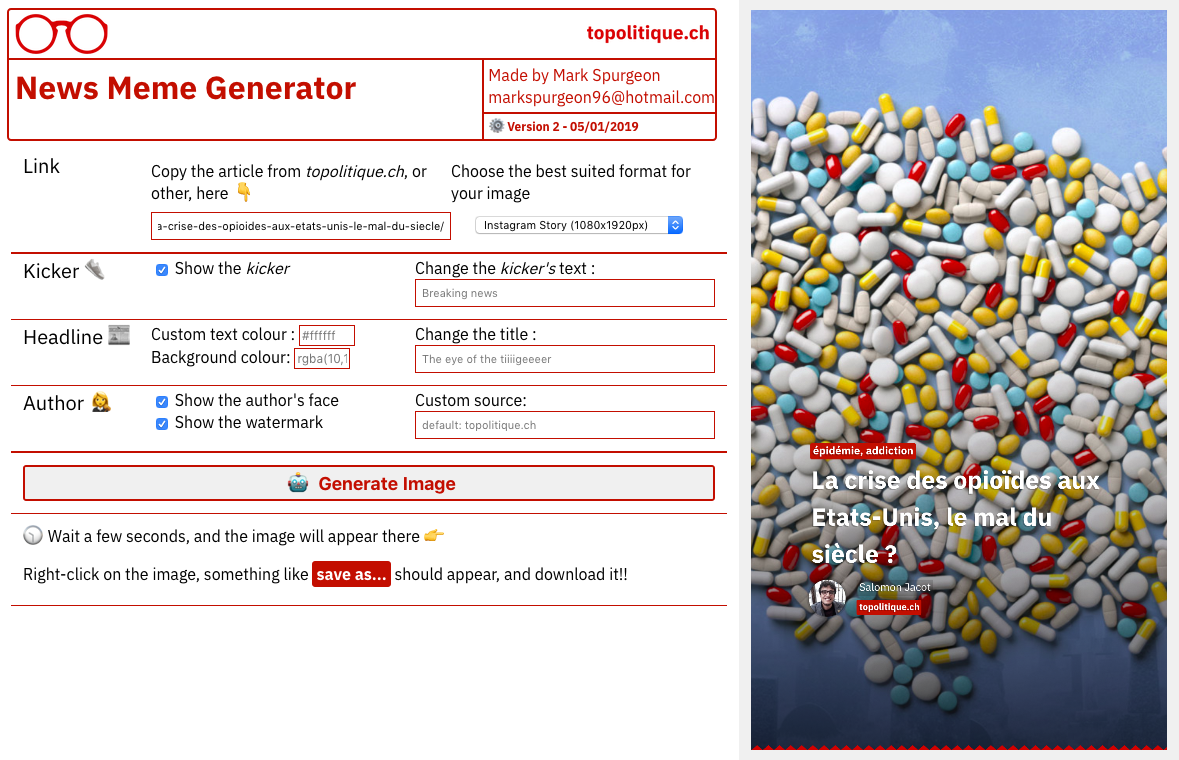 topolitique.ch
News Meme Generator
Made by Mark Spurgeon
markspurgeon96@hotmail.com
Version 2 - 05/01/2019
Link
Copy the article from topolitique.ch, or
other, here
a-crise-des-opioides-aux-etats-unis-le-mal-du-siecle/
Choose the best suited format for
your image
Instagram Story (1080x1920px)
Kicker
Show the kicker
Change the kicker's text :
Breaking news
Headline
Custom text colour : #ffffff
Background colour: rgba(10,1
Change the title :
The eye of the tiiiigeeeer
Author
Show the author's face
Show the watermark
Custom source:
default: topolitique.ch
Generate Image
Wait a few seconds, and the image will appear there
Right-click on the image, something like save as... should appear, and download it!!
épidémie, addiction
La crise des opioïdes aux
Etats-Unis, le mal du
siècle ?
Salomon Jacot
topolitique.ch